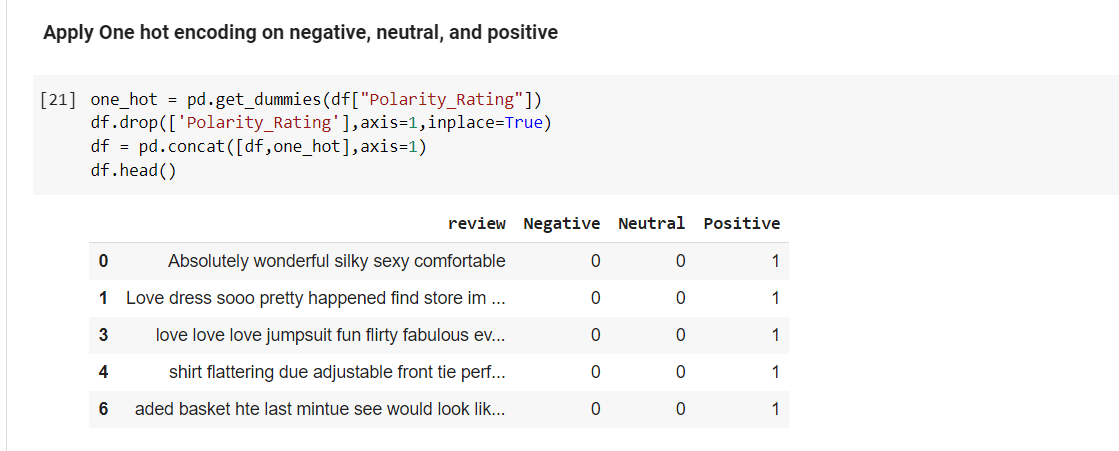 Apply One hot encoding on negative, neutral, and positive
[21] one_hot = pd.get_dummies(df["Polarity_Rating"])
df.drop(['Polarity_Rating'],axis=1,inplace=True)
df = pd.concat([df,one_hot],axis=1)
df.head()
review Negative Neutral Positive
0 Absolutely wonderful silky sexy comfortable 0 0 1
1 Love dress sooo pretty happened find store im ... 0 0 1
3 love love love jumpsuit fun flirty fabulous ev... 0 0 1
4 shirt flattering due adjustable front tie perf... 0 0 1
6 aded basket hte last mintue see would look lik... 0 0 1